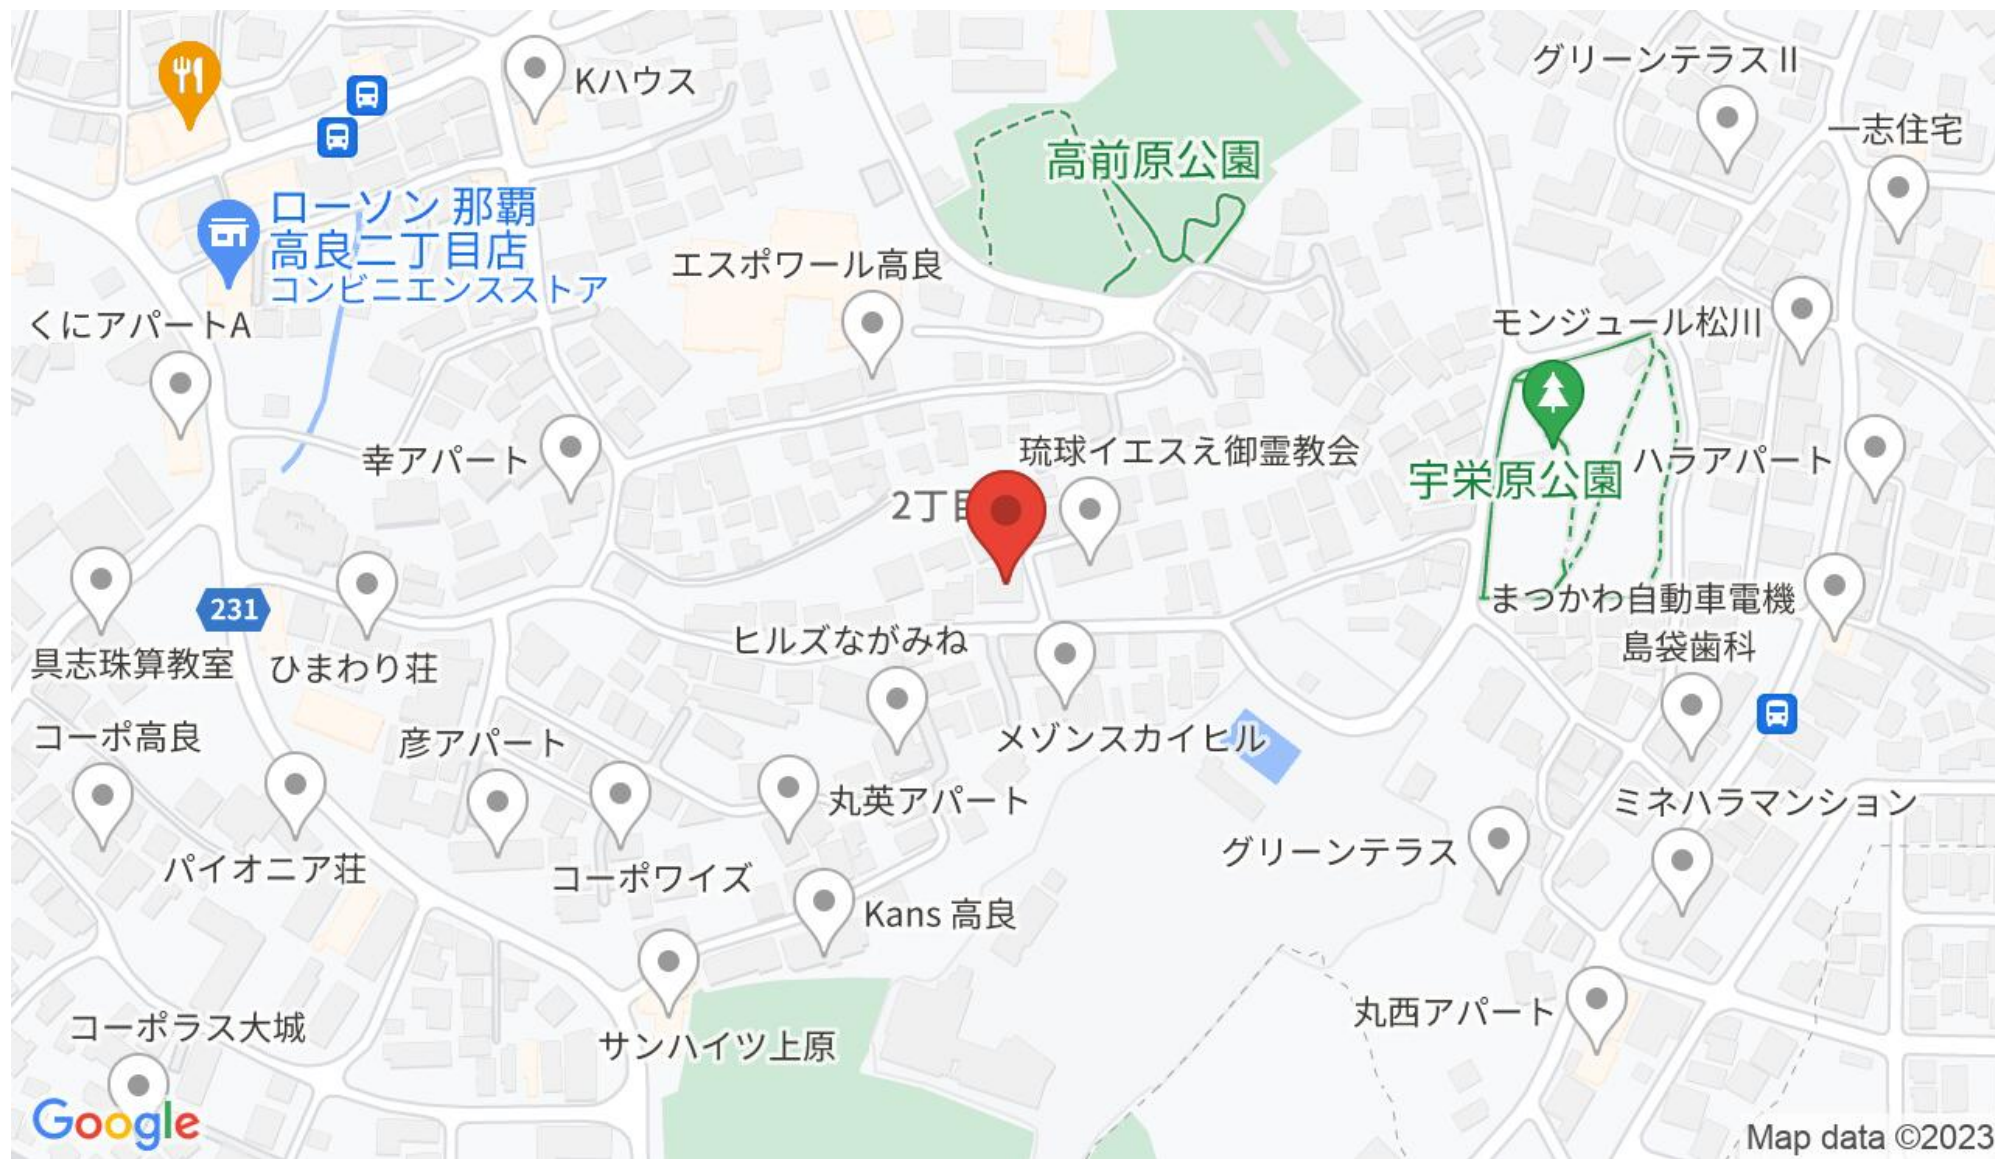 Kハウス
グリーンテラスⅡ
一志住宅
高前原公園
ローソン 那覇
高良二丁目店
コンビニエンスストア
エスポワール高良
くにアパートA
モンジュール松川
幸アパート
琉球イエスえ御霊教会
宇栄原公園
ハラアパート
2丁目
231
まつかわ自動車電機
島袋歯科
具志珠算教室
ひまわり荘
ヒルズながみね
コーポ高良
彦アパート
メゾンスカイヒル
丸英アパート
ミネハラマンション
グリーンテラス
パイオニア荘
コーポワイズ
Kans 高良
丸西アパート
コーポラス大城
サンハイツ上原
Google
Map data ©2023